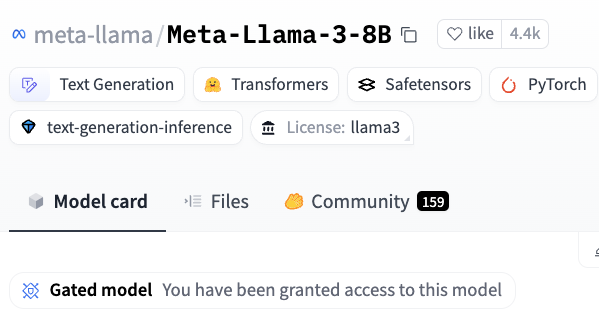 meta-llama/Meta-Llama-3-8B like 4.4k
Text Generation Transformers Safetensors PyTorch
text-generation-inference License: llama3
Model card Files Community 159
Gated model You have been granted access to this model